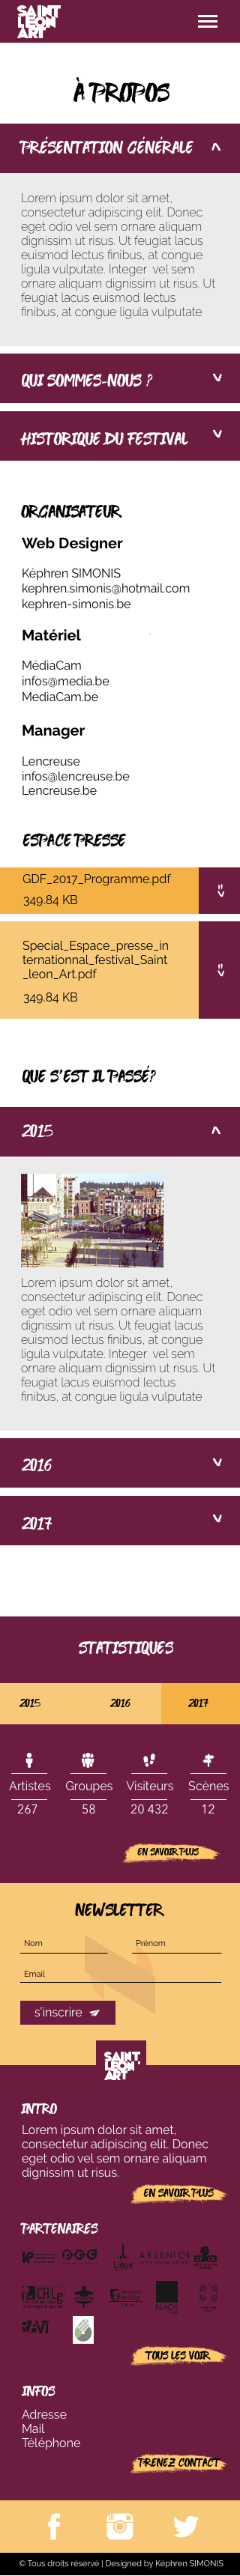 SAINT
LÉON
ART
À PROPOS
PRÉSENTATION GÉNÉRALE
Lorem ipsum dolor sit amet,
consectetur adipiscing elit. Donec
eget odio vel sem ornare aliquam
dignissim ut risus. Ut feugiat lacus
euismod lectus finibus, at congue
ligula vulputate. Integer vel sem
ornare aliquam dignissim ut risus. Ut
feugiat lacus euismod lectus
finibus, at congue ligula vulputate
QUI SOMMES-NOUS ?
HISTORIQUE DU FESTIVAL
ORGANISATEUR
Web Designer
Képhren SIMONIS
kephren.simonis@hotmail.com
kephren-simonis.be
Matériel
MédiaCam
infos@media.be
MediaCam.be
Manager
Lencreuse
infos@lencreuse.be
Lencreuse.be
ESPACE PRESSE
GDF_2017_Programme.pdf
349.84 KB
Special_Espace_presse_in
ternationnal_festival_Saint
_leon_Art.pdf
349.84 KB
QUE S'EST IL PASSÉ?
2015
Lorem ipsum dolor sit amet,
consectetur adipiscing elit. Donec
eget odio vel sem ornare aliquam
dignissim ut risus. Ut feugiat lacus
euismod lectus finibus, at congue
ligula vulputate. Integer vel sem
ornare aliquam dignissim ut risus. Ut
feugiat lacus euismod lectus
finibus, at congue ligula vulputate
2016
2017
STATISTIQUES
2015 2016 2017
Artistes Groupes Visiteurs Scènes
267 58 20 432 12
EN SAVOIR PLUS
NEWSLETTER
Nom Prénom
Email
s'inscrire
SAINT
LÉON
ART
INTRO
Lorem ipsum dolor sit amet,
consectetur adipiscing elit. Donec
eget odio vel sem ornare aliquam
dignissim ut risus.
EN SAVOIR PLUS
PARTENAIRES
Liège ARSENIC2
TOUS LES VOIR
INFOS
Adresse
Mail
Téléphone
PRENEZ CONTACT
© Tous droits réservé | Designed by Képhren SIMONIS